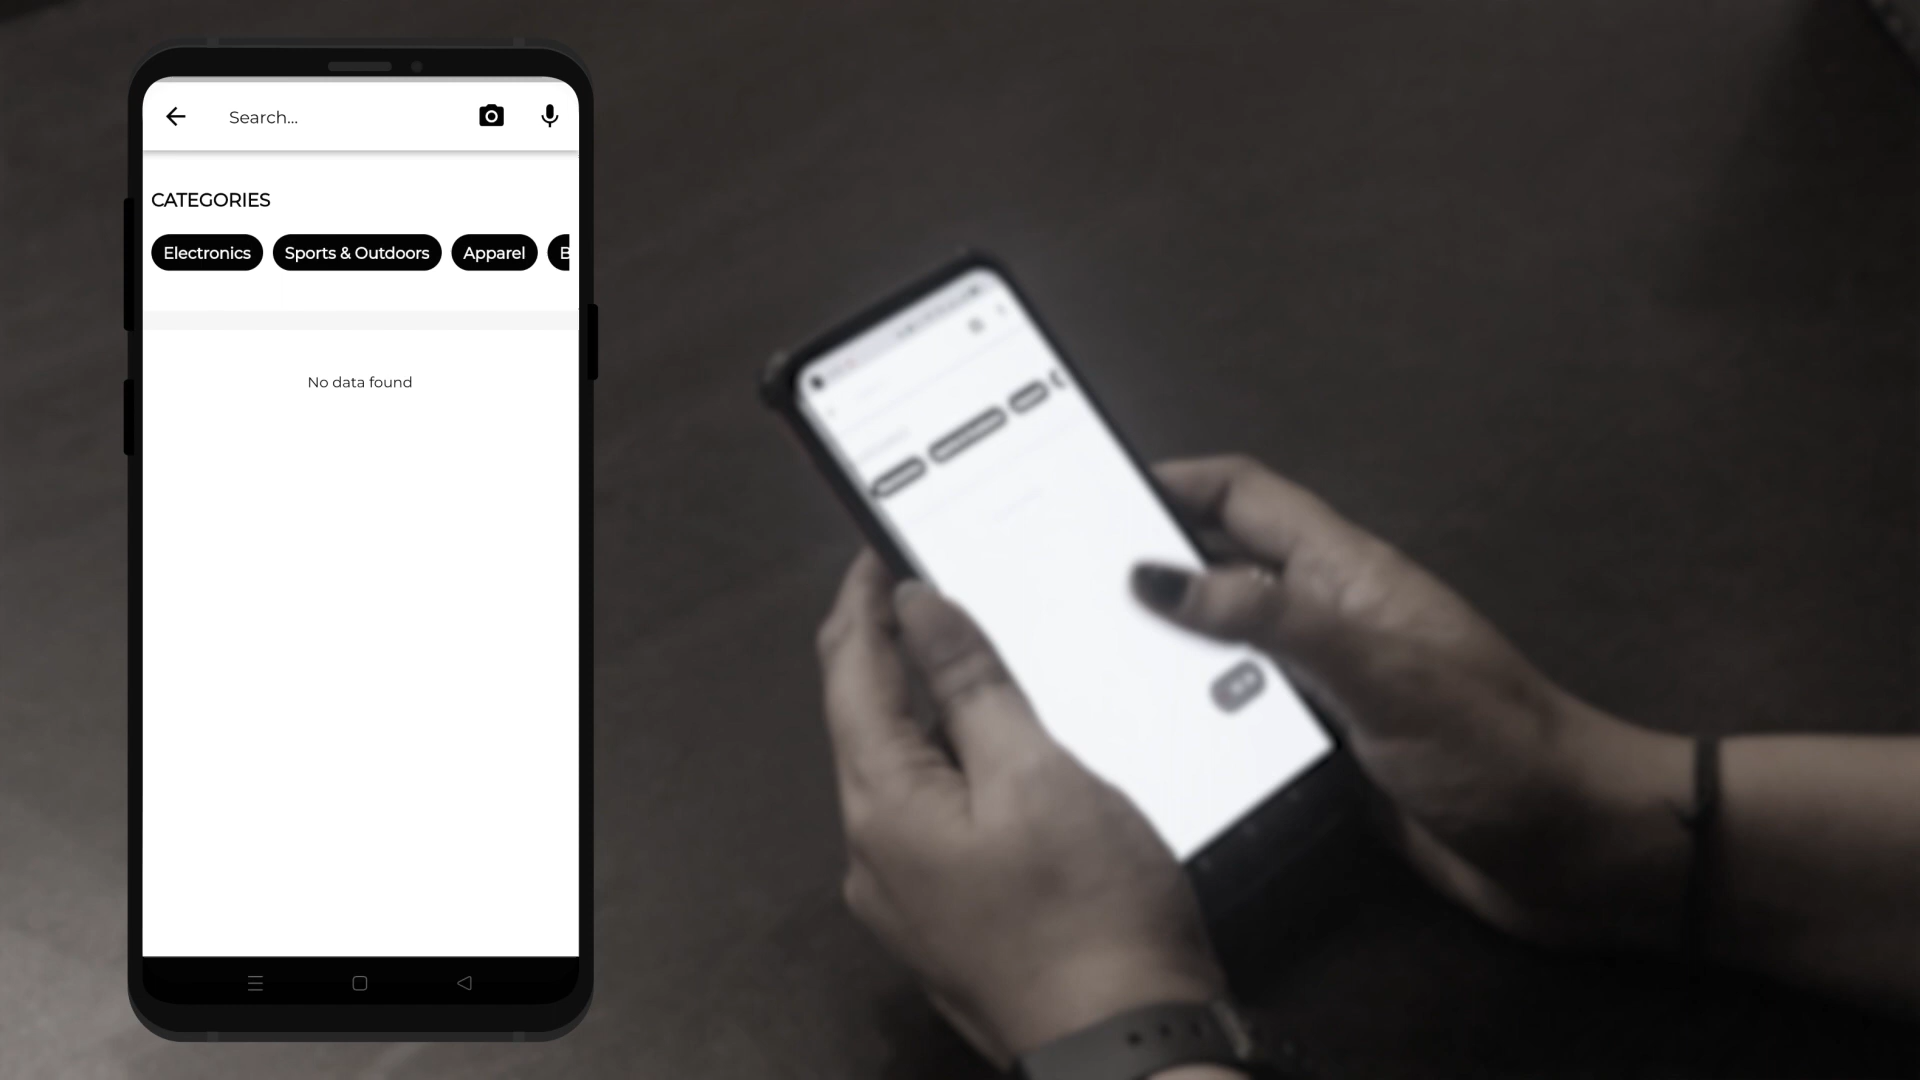 Search...
CATEGORIES
Electronics Sports & Outdoors Apparel B
No data found